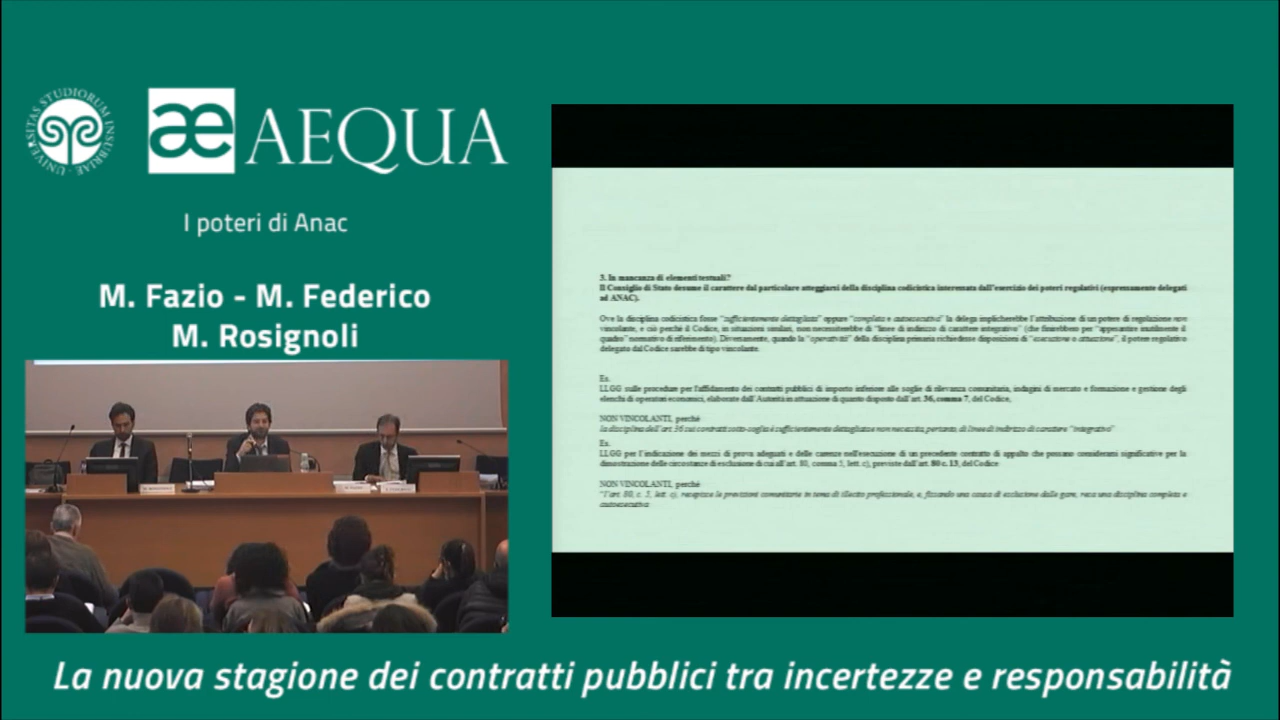 UNIVERSITAS STUDIORUM INSUBRIAE
æ AEQUA
I poteri di Anac
M. Fazio - M. Federico
M. Rosignoli
3. In mancanza di elementi testuali?
Il Consiglio di Stato desume il carattere dal particolare atteggiarsi della disciplina codicistica interessata dall'esercizio dei poteri regolativi (espressamente delegati
ad ANAC).
Ove la disciplina codicistica fosse "sufficientemente dettagliata" oppure "completa e autoesecutiva" la delega implicherebbe l'attribuzione di un potere di regolazione non
vincolante, e ciò perché il Codice, in situazioni similari, non necessiterebbe di "linee di indirizzo di carattere integrativo" (che finirebbero per "appesantire inutilmente il
quadro" normativo di riferimento). Diversamente, quando la "operatività" della disciplina primaria richiedesse disposizioni di "esecuzione o attuazione", il potere regolativo
delegato dal Codice sarebbe di tipo vincolante.
Es.
LLGG sulle procedure per l'affidamento dei contratti pubblici di importo inferiore alle soglie di rilevanza comunitaria, indagini di mercato e formazione e gestione degli
elenchi di operatori economici, elaborate dall'Autorità in attuazione di quanto disposto dall'art. 36, comma 7, del Codice,
NON VINCOLANTI, perché
la disciplina dell'art. 36 sui contratti sotto-soglia è sufficientemente dettagliata e non necessita, pertanto, di linee di indirizzo di carattere "integrativo"
Es.
LLGG per l'indicazione dei mezzi di prova adeguati e delle carenze nell'esecuzione di un precedente contratto di appalto che possano considerarsi significative per la
dimostrazione delle circostanze di esclusione di cui all'art. 80, comma 5, lett. c), previste dall'art. 80 c. 13, del Codice
NON VINCOLANTI, perché
"l'art. 80, c. 5, lett. c), recepisce le previsioni comunitarie in tema di illecito professionale, e, fissando una causa di esclusione dalle gare, reca una disciplina completa e
autoesecutiva
La nuova stagione dei contratti pubblici tra incertezze e responsabilità